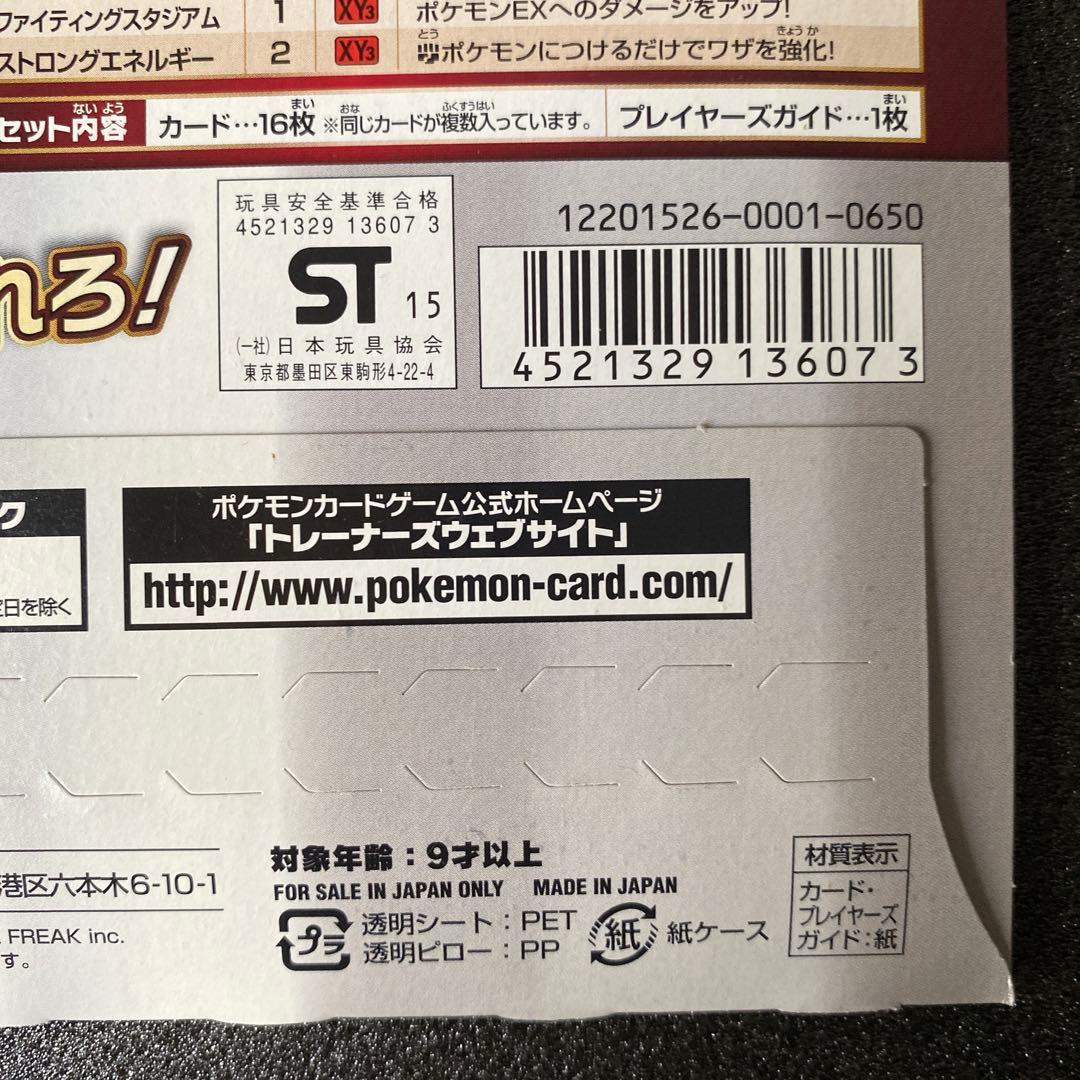 ファイティングスタジアム 1 XY3 ポケモンEXへのダメージをアップ!
ストロングエネルギー 2 XY3 ポケモンにつけるだけでワザを強化!
セット内容 カード…16枚 ※同じカードが複数入っています。 プレイヤーズガイド…1枚
れろ!
玩具安全基準合格
4521329 13607 3
ST 15
(一社)日本玩具協会
東京都墨田区東駒形4-22-4
12201526-0001-0650
4521329 13607 3
ク
定日を除く
ポケモンカードゲーム公式ホームページ
「トレーナーズウェブサイト」
http://www.pokemon-card.com/
港区六本木6-10-1
FREAK inc.
す。
対象年齢:9才以上
FOR SALE IN JAPAN ONLY MADE IN JAPAN
プラ 透明シート:PET
透明ピロー:PP
紙 紙ケース
材質表示
カード・
プレイヤーズ
ガイド:紙